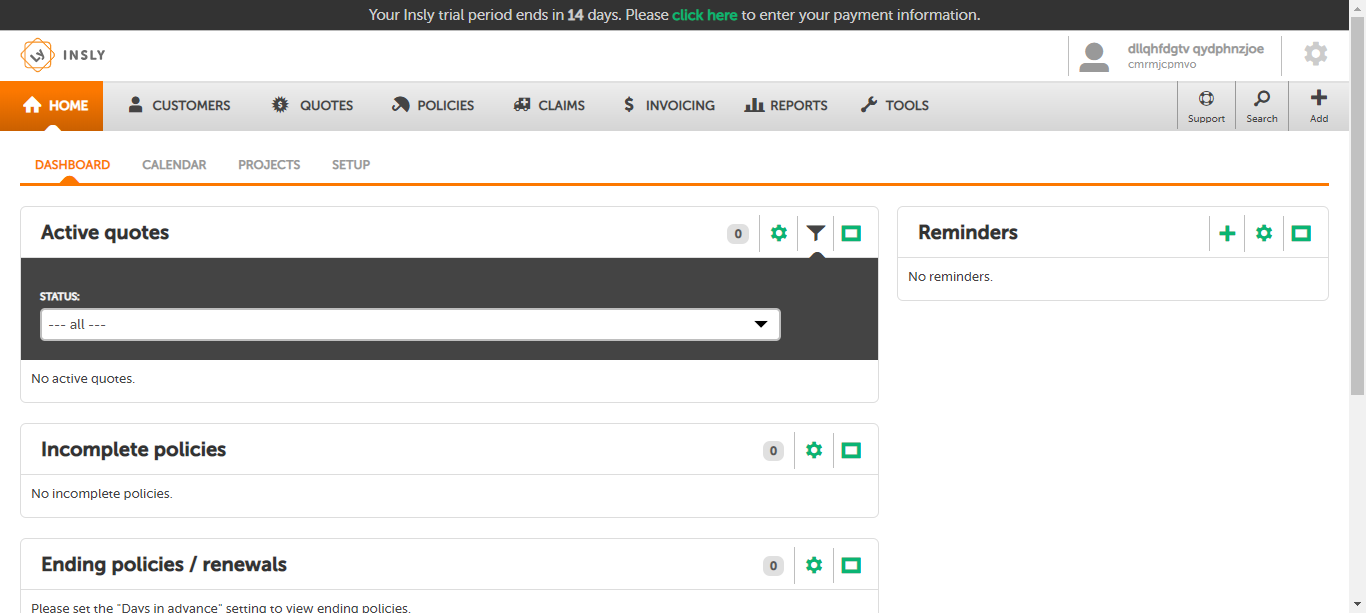 Your Insly trial period ends in 14 days. Please click here to enter your payment information.
INSLY
dllqhfdgtv qydphnzjoe
cmrmjcpmvo
HOME CUSTOMERS QUOTES POLICIES CLAIMS INVOICING REPORTS TOOLS Support Search Add
DASHBOARD CALENDAR PROJECTS SETUP
Active quotes 0
STATUS:
--- all ---
No active quotes.
Incomplete policies 0
No incomplete policies.
Ending policies / renewals 0
Please set the "Days in advance" setting to view ending policies.
Reminders
No reminders.